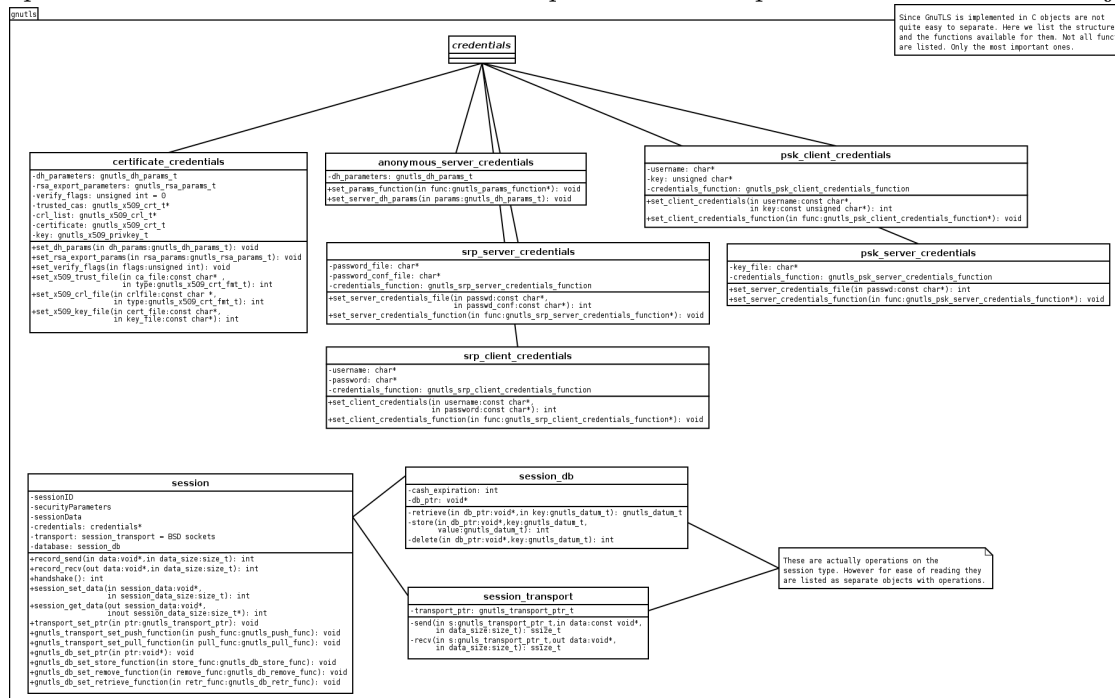 gnutls
Since GnuTLS is implemented in C objects are not
quite easy to separate. Here we list the structure
and the functions available for them. Not all func
are listed. Only the most important ones.
credentials
certificate_credentials
-dh_parameters: gnutls_dh_params_t
-rsa_export_parameters: gnutls_rsa_params_t
-verify_flags: unsigned int = 0
-trusted_cas: gnutls_x509_crt_t*
-crl_list: gnutls_x509_crl_t*
-certificate: gnutls_x509_crt_t
-key: gnutls_x509_privkey_t
+set_dh_params(in dh_params:gnutls_dh_params_t): void
+set_rsa_export_params(in rsa_params:gnutls_rsa_params_t): void
+set_verify_flags(in flags:unsigned int): void
+set_x509_trust_file(in ca_file:const char* ,
in type:gnutls_x509_crt_fmt_t): int
+set_x509_crl_file(in crlfile:const char *,
in type:gnutls_x509_crt_fmt_t): int
+set_x509_key_file(in cert_file:const char*,
in key_file:const char*): int
anonymous_server_credentials
-dh_parameters: gnutls_dh_params_t
+set_params_function(in func:gnutls_params_function*): void
+set_server_dh_params(in params:gnutls_dh_params_t): void
psk_client_credentials
-username: char*
-key: unsigned char*
-credentials_function: gnutls_psk_client_credentials_function
+set_client_credentials(in username:const char*,
in key:const unsigned char*): int
+set_client_credentials_function(in func:gnutls_psk_client_credentials_function*): void
srp_server_credentials
-password_file: char*
-password_conf_file: char*
-credentials_function: gnutls_srp_server_credentials_function
+set_server_credentials_file(in passwd:const char*,
in passwd_conf:const char*): int
+set_server_credentials_function(in func:gnutls_srp_server_credentials_function*): void
psk_server_credentials
-key_file: char*
-credentials_function: gnutls_psk_server_credentials_function
+set_server_credentials_file(in passwd:const char*): int
+set_server_credentials_function(in func:gnutls_psk_server_credentials_function*): void
srp_client_credentials
-username: char*
-password: char*
-credentials_function: gnutls_srp_client_credentials_function
+set_client_credentials(in username:const char*,
in password:const char*): int
+set_client_credentials_function(in func:gnutls_srp_client_credentials_function*): void
session
-sessionID
-securityParameters
-sessionData
-credentials: credentials*
-transport: session_transport = BSD sockets
-database: session_db
+record_send(in data:void*,in data_size:size_t): int
+record_recv(out data:void*,in data_size:size_t): int
+handshake(): int
+session_set_data(in session_data:void*,
in session_data_size:size_t): int
+session_get_data(out session_data:void*,
inout session_data_size:size_t*): int
+transport_set_ptr(in ptr:gnutls_transport_ptr): void
+gnutls_transport_set_push_function(in push_func:gnutls_push_func): void
+gnutls_transport_set_pull_function(in pull_func:gnutls_pull_func): void
+gnutls_db_set_ptr(in ptr:void*): void
+gnutls_db_set_store_function(in store_func:gnutls_db_store_func): void
+gnutls_db_set_remove_function(in remove_func:gnutls_db_remove_func): void
+gnutls_db_set_retrieve_function(in retr_func:gnutls_db_retr_func): void
session_db
-cash_expiration: int
-db_ptr: void*
-retrieve(in db_ptr:void*,in key:gnutls_datum_t): gnutls_datum_t
-store(in db_ptr:void*,key:gnutls_datum_t,
value:gnutls_datum_t): int
-delete(in db_ptr:void*,key:gnutls_datum_t): int
session_transport
-transport_ptr: gnutls_transport_ptr_t
-send(in s:gnutls_transport_ptr_t,in data:const void*,
in data_size:size_t): ssize_t
-recv(in s:gnuls_transport_ptr_t,out data:void*,
in data_size:size_t): ssize_t
These are actually operations on the
session type. However for ease of reading they
are listed as separate objects with operations.